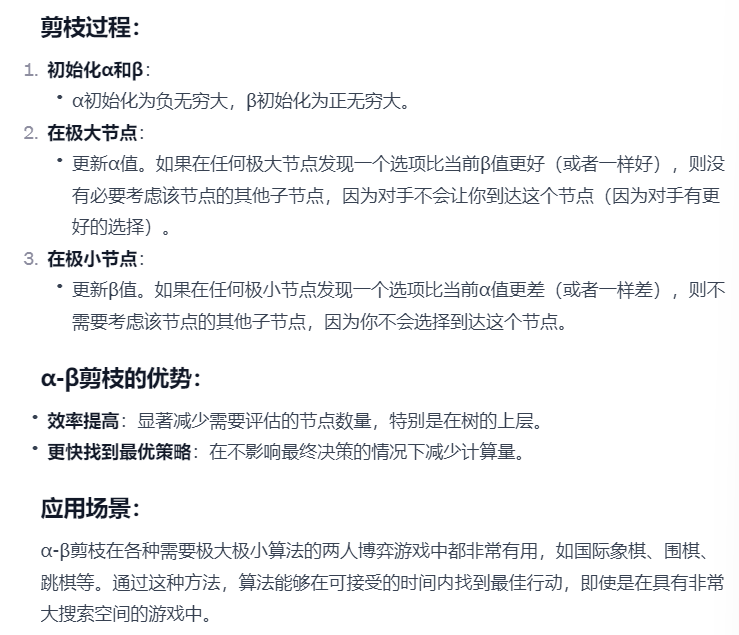 剪枝过程：
1. 初始化α和β：
• α初始化为负无穷大，β初始化为正无穷大。
2. 在极大节点：
• 更新α值。如果在任何极大节点发现一个选项比当前β值更好（或者一样好），则没
有必要考虑该节点的其他子节点，因为对手不会让你到达这个节点（因为对手有更
好的选择）。
3. 在极小节点：
• 更新β值。如果在任何极小节点发现一个选项比当前α值更差（或者一样差），则不
需要考虑该节点的其他子节点，因为你不会选择到达这个节点。
α-β剪枝的优势：
• 效率提高：显著减少需要评估的节点数量，特别是在树的上层。
• 更快找到最优策略：在不影响最终决策的情况下减少计算量。
应用场景：
α-β剪枝在各种需要极大极小算法的两人博弈游戏中都非常有用，如国际象棋、围棋、
跳棋等。通过这种方法，算法能够在可接受的时间内找到最佳行动，即使是在具有非常
大搜索空间的游戏中。